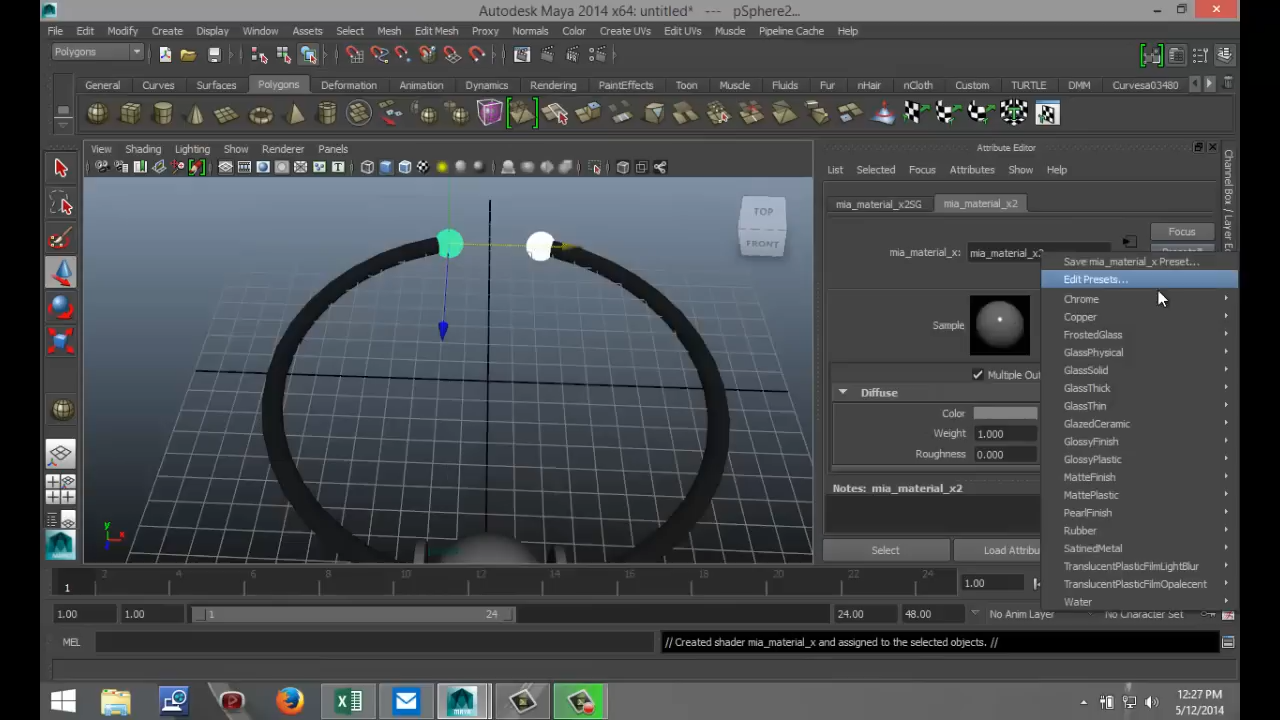 Autodesk Maya 2014 x64: untitled* --- pSphere2...
File Edit Modify Create Display Window Assets Select Mesh Edit Mesh Proxy Normals Color Create UVs Edit UVs Muscle Pipeline Cache Help
Polygons
General Curves Surfaces Polygons Deformation Animation Dynamics Rendering PaintEffects Toon Muscle Fluids Fur nHair nCloth Custom TURTLE DMM Curvesa03480
View Shading Lighting Show Renderer Panels
Attribute Editor
List Selected Focus Attributes Show Help
Channel Box / Layer E
mia_material_x2SG mia_material_x2
TOP
FRONT
Focus
mia_material_x: mia_material_x2
Save mia_material_x Preset...
Edit Presets...
Chrome
Copper
FrostedGlass
GlassPhysical
GlassSolid
GlassThick
GlassThin
GlazedCeramic
GlossyFinish
GlossyPlastic
MatteFinish
MattePlastic
PearlFinish
Rubber
SatinedMetal
TranslucentPlasticFilmLightBlur
TranslucentPlasticFilmOpalecent
Water
Sample
Multiple Out
Diffuse
Color
Weight 1.000
Roughness 0.000
Notes: mia_material_x2
Select Load Attribu
y
x
z
1 2 4 6 8 10 12 14 16 18 20 22 24 1.00
1.00 1.00 1 24 24.00 48.00 No Anim Layer No Character Set
MEL // Created shader mia_material_x and assigned to the selected objects. //
MAYA
12:27 PM
5/12/2014